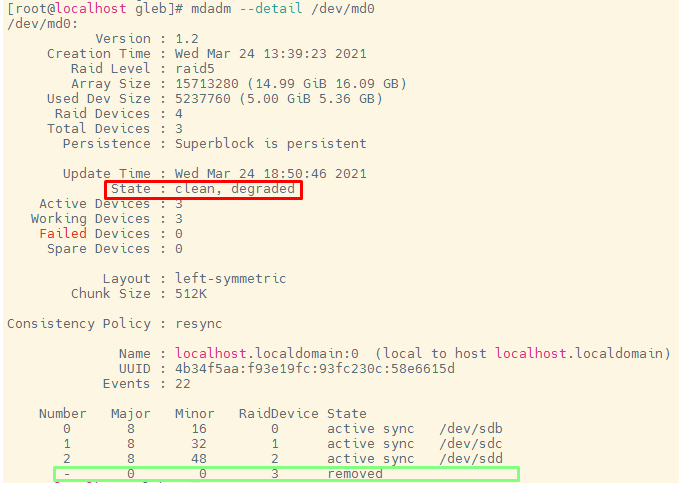 [root@localhost gleb]# mdadm --detail /dev/md0
/dev/md0:
Version : 1.2
Creation Time : Wed Mar 24 13:39:23 2021
Raid Level : raid5
Array Size : 15713280 (14.99 GiB 16.09 GB)
Used Dev Size : 5237760 (5.00 GiB 5.36 GB)
Raid Devices : 4
Total Devices : 3
Persistence : Superblock is persistent
Update Time : Wed Mar 24 18:50:46 2021
State : clean, degraded
Active Devices : 3
Working Devices : 3
Failed Devices : 0
Spare Devices : 0
Layout : left-symmetric
Chunk Size : 512K
Consistency Policy : resync
Name : localhost.localdomain:0 (local to host localhost.localdomain)
UUID : 4b34f5aa:f93e19fc:93fc230c:58e6615d
Events : 22
Number Major Minor RaidDevice State
0 8 16 0 active sync /dev/sdb
1 8 32 1 active sync /dev/sdc
2 8 48 2 active sync /dev/sdd
- 0 0 3 removed